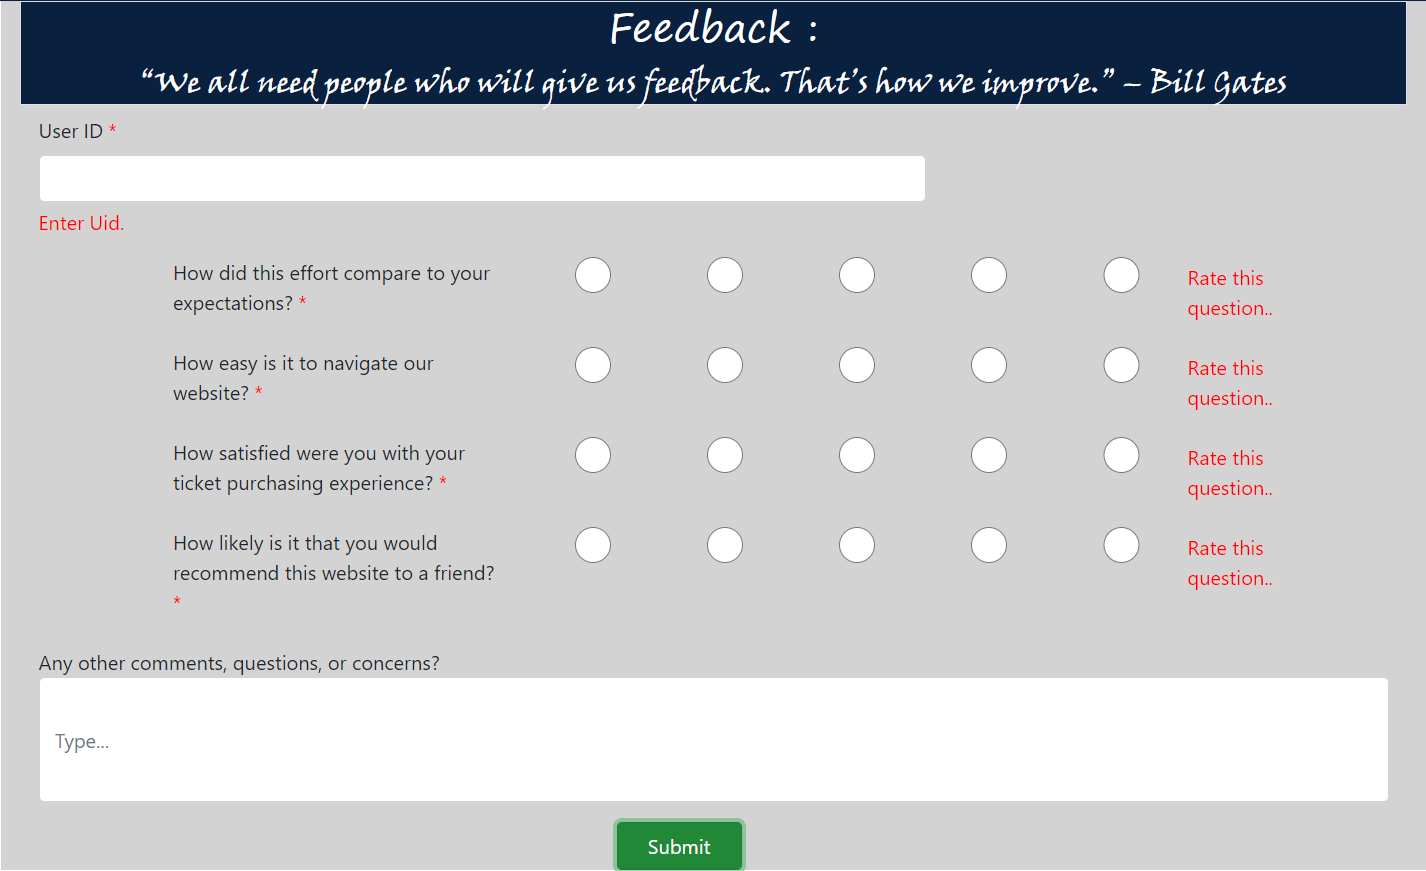 Feedback :
“We all need people who will give us feedback. That’s how we improve.” – Bill Gates
User ID *
Enter Uid.
How did this effort compare to your
expectations? *
Rate this
question..
How easy is it to navigate our
website? *
Rate this
question..
How satisfied were you with your
ticket purchasing experience? *
Rate this
question..
How likely is it that you would
recommend this website to a friend?
*
Rate this
question..
Any other comments, questions, or concerns?
Type...
Submit